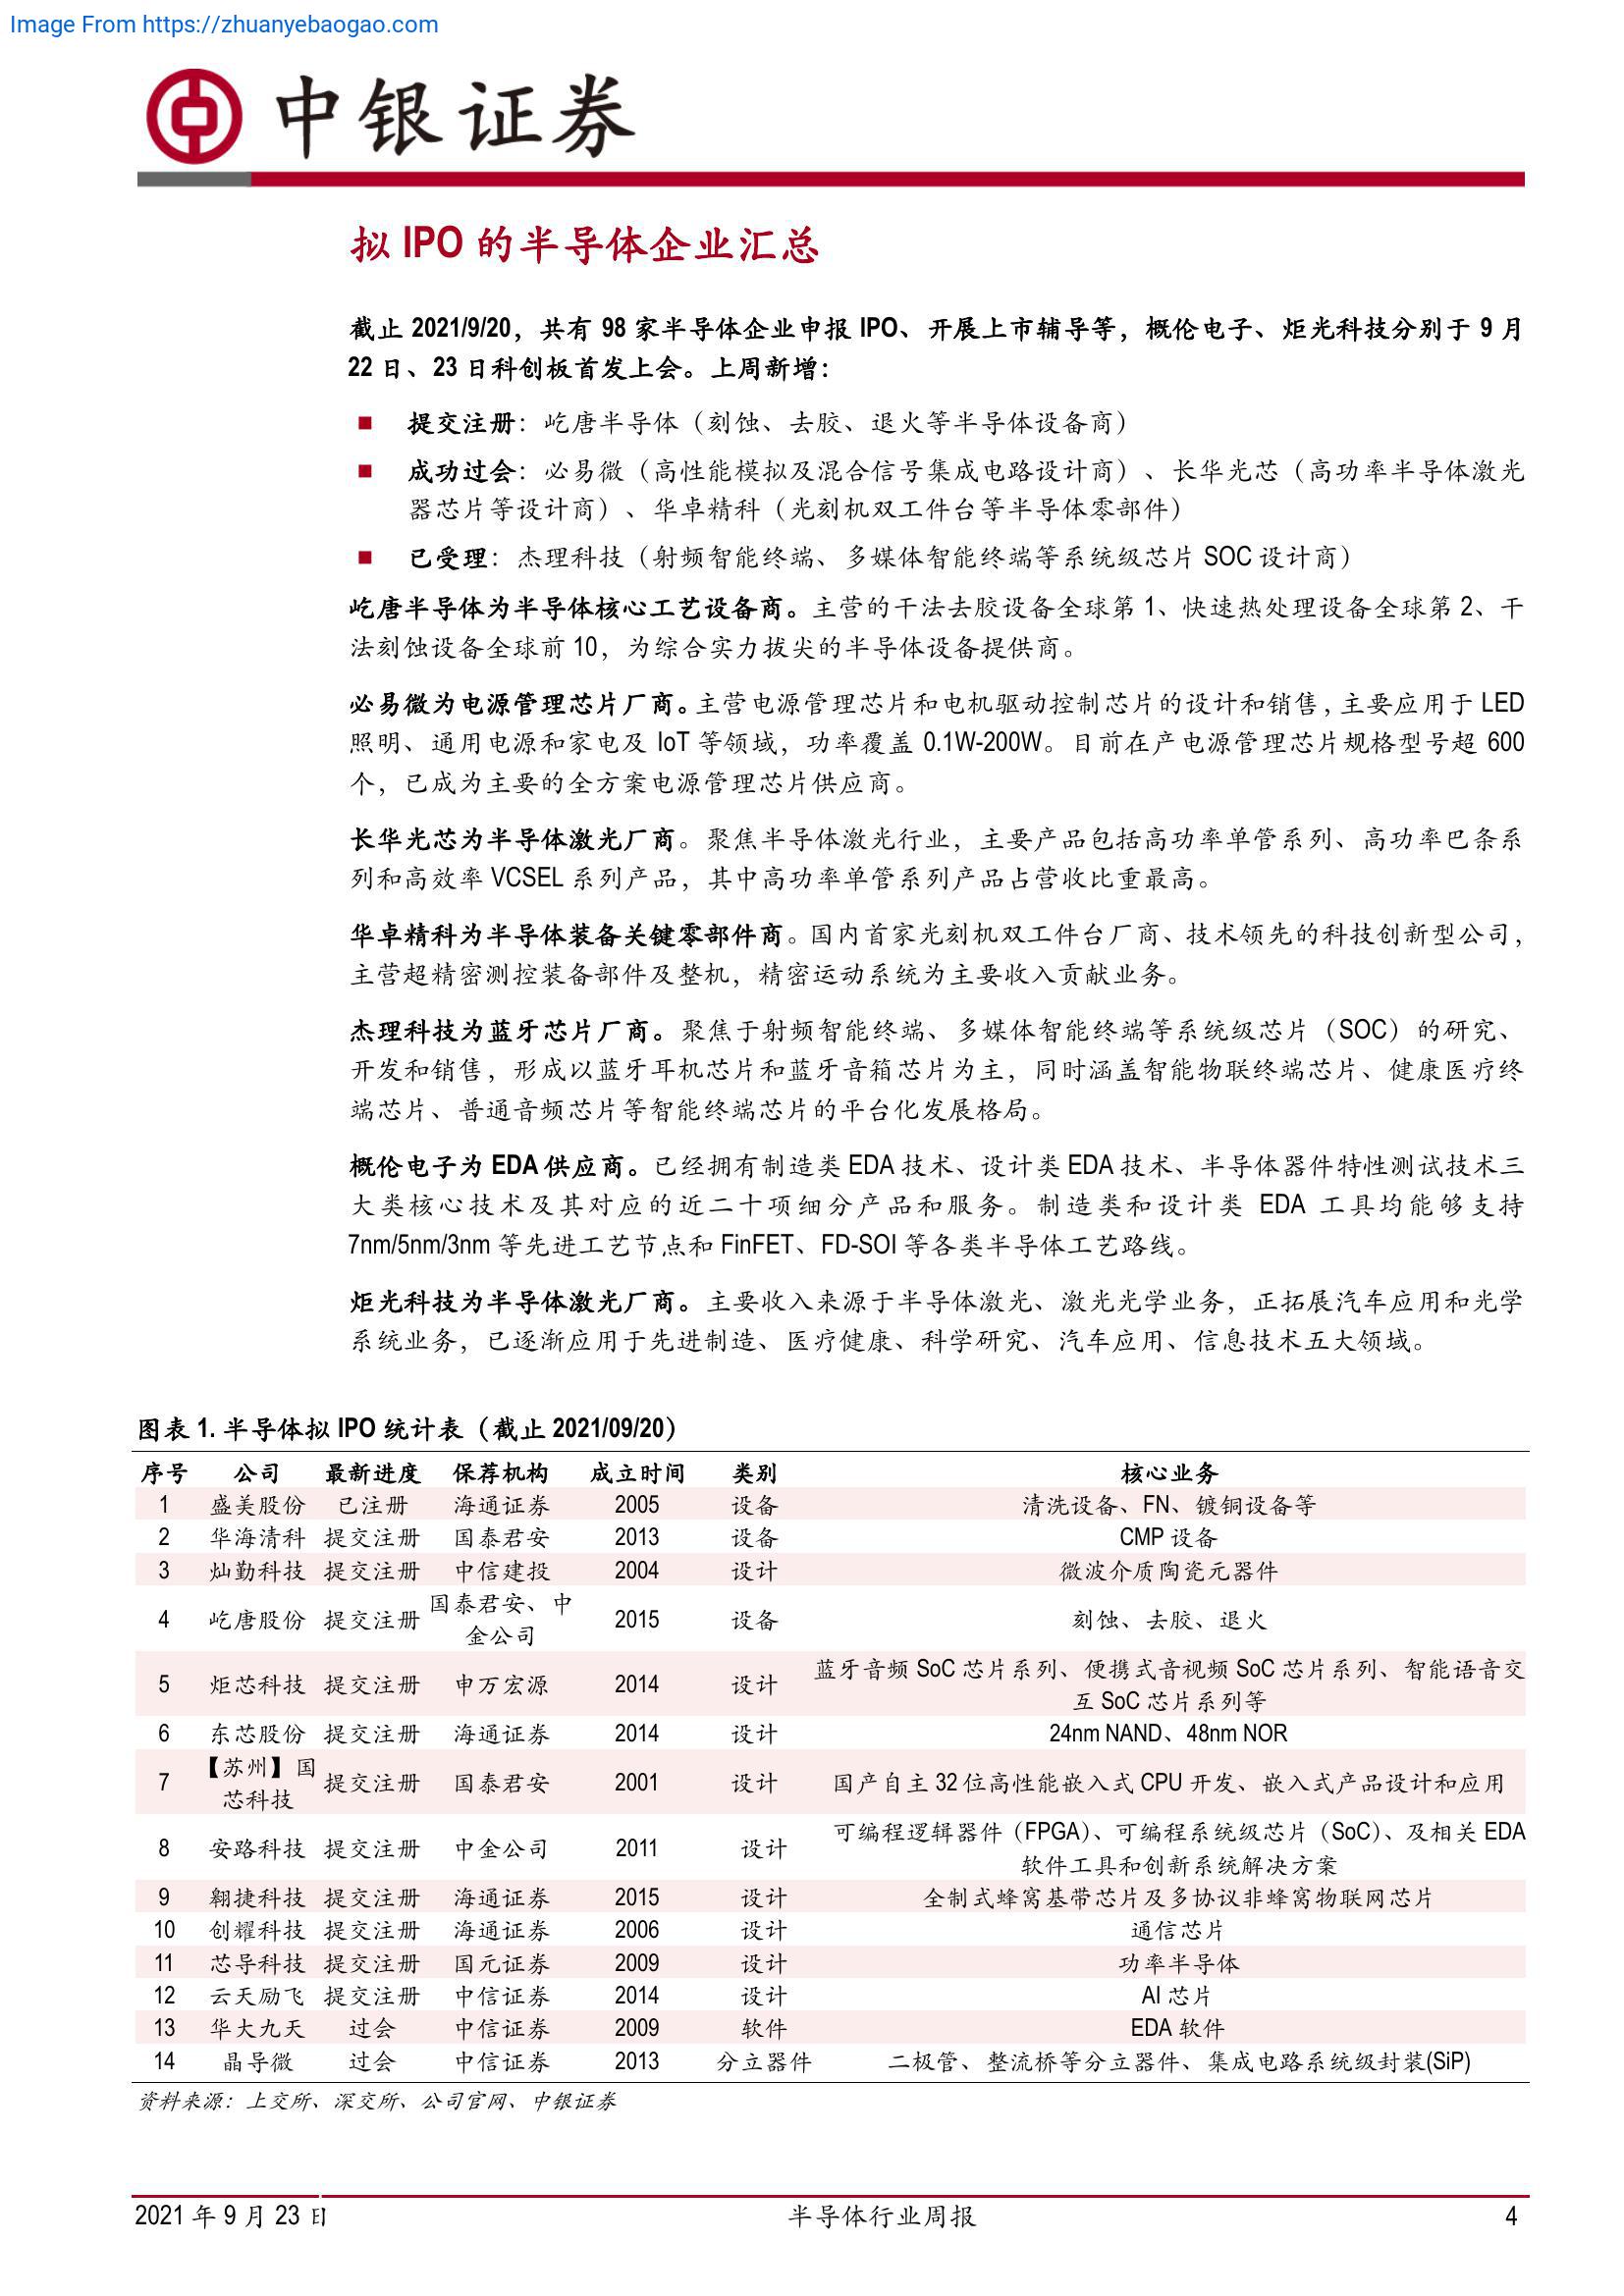 Image From https://zhuanyebaogao.com
中银证券
拟 IPO 的半导体企业汇总
截止 2021/9/20，共有 98 家半导体企业申报 IPO、开展上市辅导等，概伦电子、炬光科技分别于 9 月
22 日、23 日科创板首发上会。上周新增：
■ 提交注册：屹唐半导体（刻蚀、去胶、退火等半导体设备商）
■ 成功过会：必易微（高性能模拟及混合信号集成电路设计商）、长华光芯（高功率半导体激光
器芯片等设计商）、华卓精科（光刻机双工件台等半导体零部件）
■ 已受理：杰理科技（射频智能终端、多媒体智能终端等系统级芯片 SOC 设计商）
屹唐半导体为半导体核心工艺设备商。主营的干法去胶设备全球第 1、快速热处理设备全球第 2、干
法刻蚀设备全球前 10，为综合实力拔尖的半导体设备提供商。
必易微为电源管理芯片厂商。主营电源管理芯片和电机驱动控制芯片的设计和销售，主要应用于 LED
照明、通用电源和家电及 IoT 等领域，功率覆盖 0.1W-200W。目前在产电源管理芯片规格型号超 600
个，已成为主要的全方案电源管理芯片供应商。
长华光芯为半导体激光厂商。聚焦半导体激光行业，主要产品包括高功率单管系列、高功率巴条系
列和高效率 VCSEL 系列产品，其中高功率单管系列产品占营收比重最高。
华卓精科为半导体装备关键零部件商。国内首家光刻机双工件台厂商、技术领先的科技创新型公司，
主营超精密测控装备部件及整机，精密运动系统为主要收入贡献业务。
杰理科技为蓝牙芯片厂商。聚焦于射频智能终端、多媒体智能终端等系统级芯片（SOC）的研究、
开发和销售，形成以蓝牙耳机芯片和蓝牙音箱芯片为主，同时涵盖智能物联终端芯片、健康医疗终
端芯片、普通音频芯片等智能终端芯片的平台化发展格局。
概伦电子为 EDA 供应商。已经拥有制造类 EDA 技术、设计类 EDA 技术、半导体器件特性测试技术三
大类核心技术及其对应的近二十项细分产品和服务。制造类和设计类 EDA 工具均能够支持
7nm/5nm/3nm 等先进工艺节点和 FinFET、FD-SOI 等各类半导体工艺路线。
炬光科技为半导体激光厂商。主要收入来源于半导体激光、激光光学业务，正拓展汽车应用和光学
系统业务，已逐渐应用于先进制造、医疗健康、科学研究、汽车应用、信息技术五大领域。
图表 1. 半导体拟 IPO 统计表（截止 2021/09/20）
序号 公司 最新进度 保荐机构 成立时间 类别 核心业务
1 盛美股份 已注册 海通证券 2005 设备 清洗设备、FN、镀铜设备等
2 华海清科 提交注册 国泰君安 2013 设备 CMP 设备
3 灿勤科技 提交注册 中信建投 2004 设计 微波介质陶瓷元器件
4 屹唐股份 提交注册 国泰君安、中
金公司 2015 设备 刻蚀、去胶、退火
5 炬芯科技 提交注册 申万宏源 2014 设计 蓝牙音频 SoC 芯片系列、便携式音视频 SoC 芯片系列、智能语音交
互 SoC 芯片系列等
6 东芯股份 提交注册 海通证券 2014 设计 24nm NAND、48nm NOR
7 【苏州】国
芯科技 提交注册 国泰君安 2001 设计 国产自主 32 位高性能嵌入式 CPU 开发、嵌入式产品设计和应用
8 安路科技 提交注册 中金公司 2011 设计 可编程逻辑器件（FPGA）、可编程系统级芯片（SoC）、及相关 EDA
软件工具和创新系统解决方案
9 翱捷科技 提交注册 海通证券 2015 设计 全制式蜂窝基带芯片及多协议非蜂窝物联网芯片
10 创耀科技 提交注册 海通证券 2006 设计 通信芯片
11 芯导科技 提交注册 国元证券 2009 设计 功率半导体
12 云天励飞 提交注册 中信证券 2014 设计 AI 芯片
13 华大九天 过会 中信证券 2009 软件 EDA 软件
14 晶导微 过会 中信证券 2013 分立器件 二极管、整流桥等分立器件、集成电路系统级封装(SiP)
资料来源：上交所、深交所、公司官网、中银证券
2021 年 9 月 23 日 半导体行业周报 4